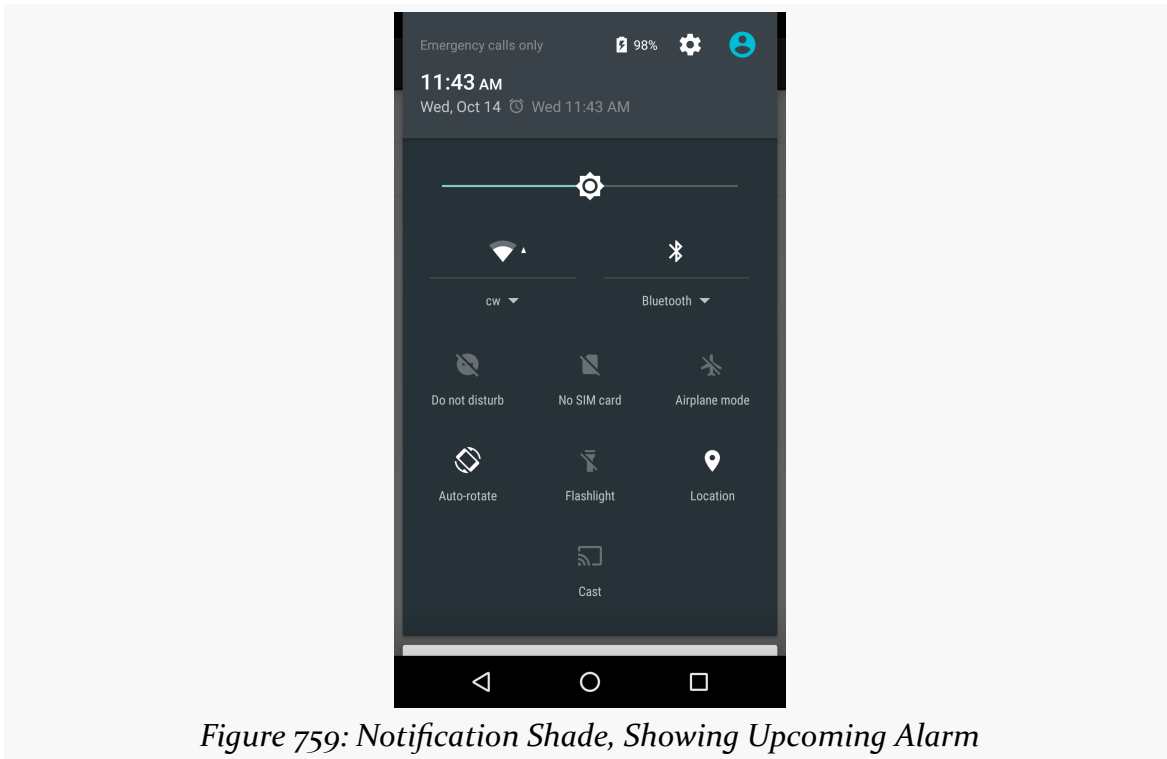 Emergency calls only 98%
11:43 AM
Wed, Oct 14 Wed 11:43 AM
cw Bluetooth
Do not disturb No SIM card Airplane mode
Auto-rotate Flashlight Location
Cast
Figure 759: Notification Shade, Showing Upcoming Alarm